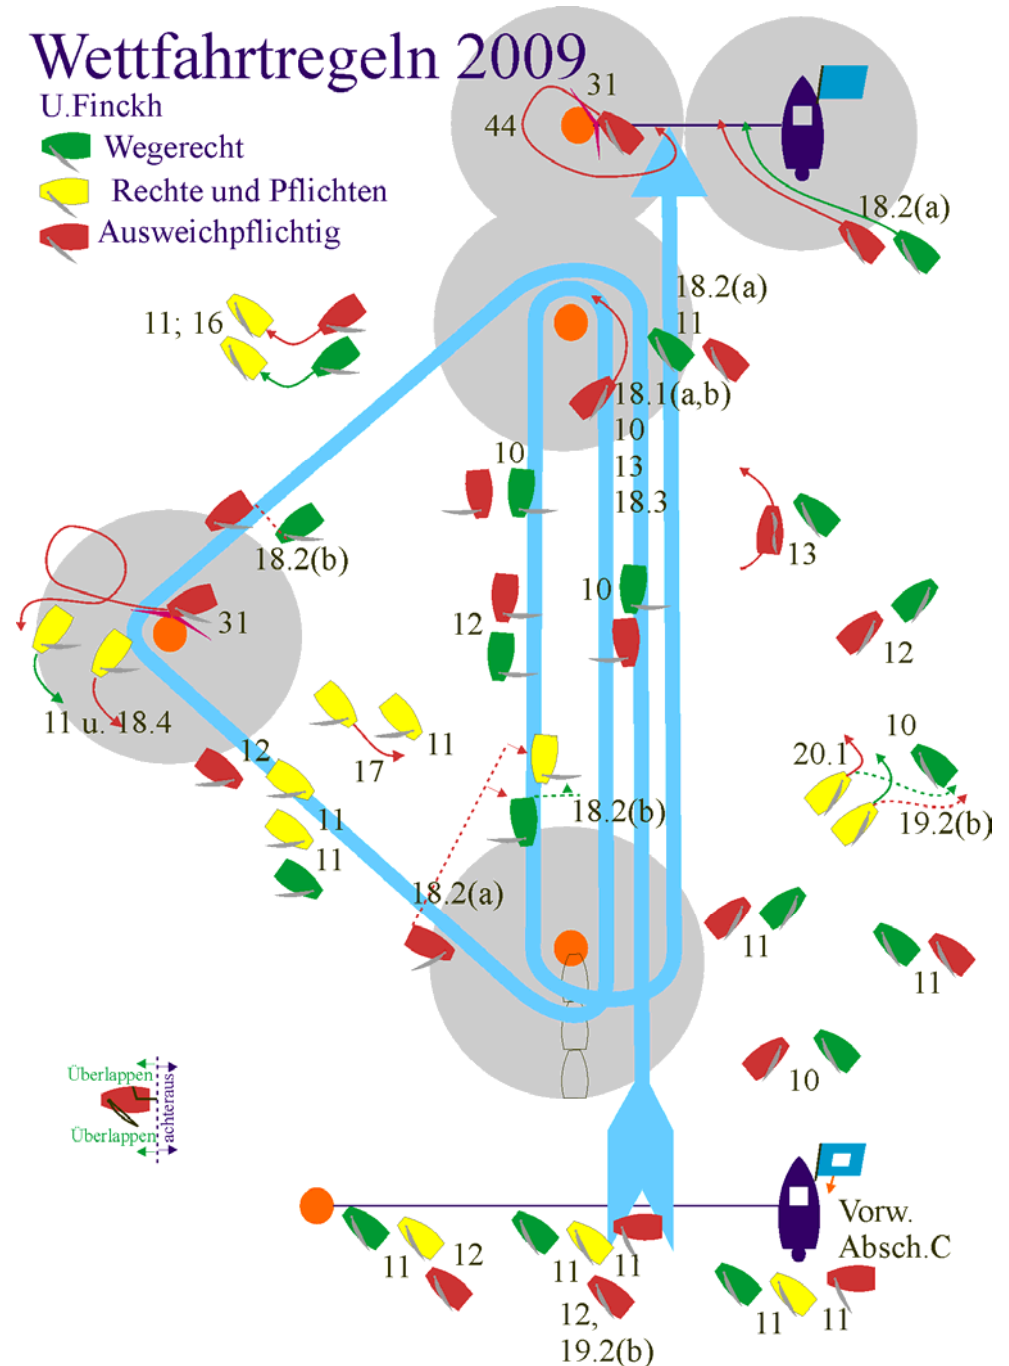 Wettfahrtregeln 2009
U.Finckh
Wegerecht
Rechte und Pflichten
Ausweichpflichtig
31
44
18.2(a)
18.2(a)
11
11; 16
18.1(a,b)
10
13
18.3
10
18.2(b)
13
10
12
31
12
11 u. 18.4
12
17
11
10
20.1
11
11
18.2(b)
19.2(b)
18.2(a)
11
11
10
Überlappen
achteraus
Überlappen
Vorw.
Absch.C
11
12
11
11
12,
19.2(b)
11
11